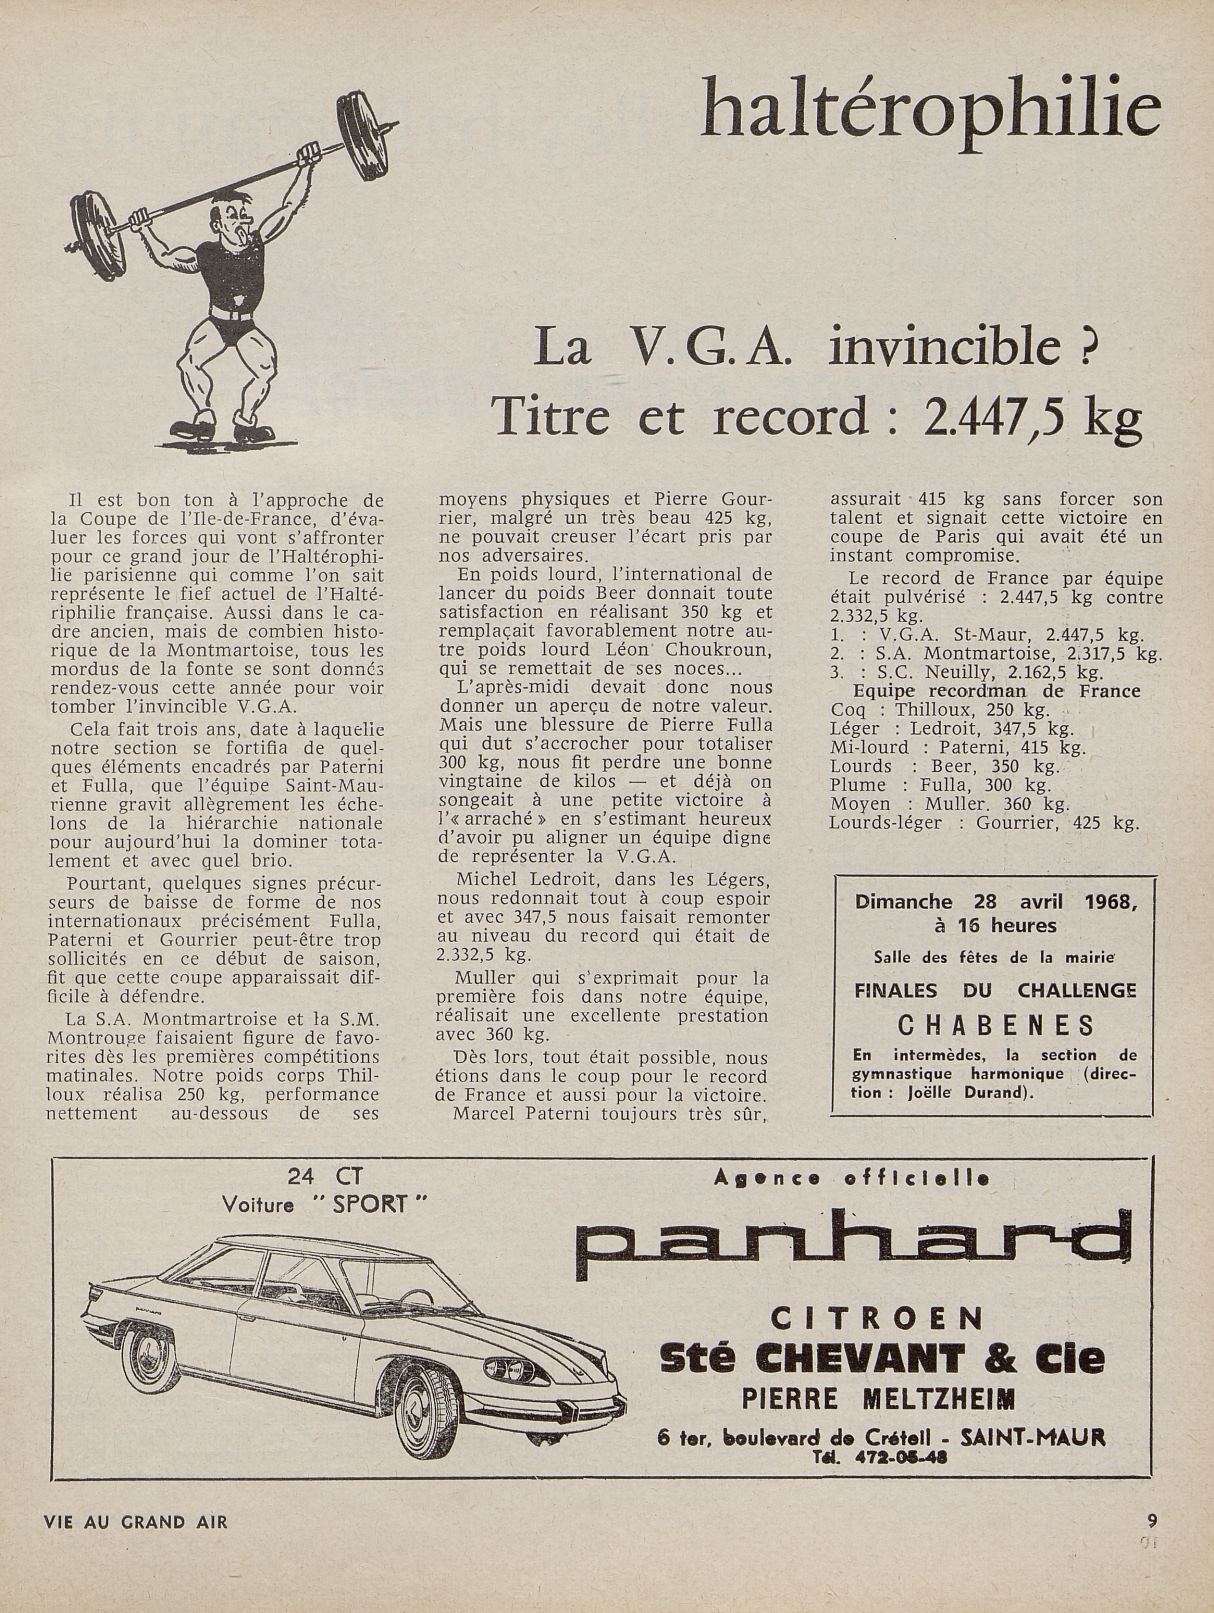 haltérophilie
La V.G.A. invincible ?
Titre et record : 2.447,5 kg
Il est bon ton à l'approche de
la Coupe de l'Ile-de-France, d'éva-
luer les forces qui vont s'affronter
pour ce grand jour de l'Haltérophi-
lie parisienne qui comme l'on sait
représente le fief actuel de l'Halté-
riphilie française. Aussi dans le ca-
dre ancien, mais de combien histo-
rique de la Montmartoise, tous les
mordus de la fonte se sont donnés
rendez-vous cette année pour voir
tomber l'invincible V.G.A.
Cela fait trois ans, date à laquelle
notre section se fortifia de quel-
ques éléments encadrés par Paterni
et Fulla, que l'équipe Saint-Mau-
rienne gravit allègrement les éche-
lons de la hiérarchie nationale
pour aujourd'hui la dominer tota-
lement et avec quel brio.
Pourtant, quelques signes précur-
seurs de baisse de forme de nos
internationaux précisément Fulla,
Paterni et Gourrier peut-être trop
sollicités en ce début de saison,
fit que cette coupe apparaissait dif-
ficile à défendre.
La S.A. Montmartroise et la S.M.
Montrouge faisaient figure de favo-
rites dès les premières compétitions
matinales. Notre poids corps Thil-
loux réalisa 250 kg, performance
nettement au-dessous de ses
moyens physiques et Pierre Gour-
rier, malgré un très beau 425 kg,
ne pouvait creuser l'écart pris par
nos adversaires.
En poids lourd, l'international de
lancer du poids Beer donnait toute
satisfaction en réalisant 350 kg et
remplaçait favorablement notre au-
tre poids lourd Léon Choukroun,
qui se remettait de ses noces...
L'après-midi devait donc nous
donner un aperçu de notre valeur.
Mais une blessure de Pierre Fulla
qui dut s'accrocher pour totaliser
300 kg, nous fit perdre une bonne
vingtaine de kilos — et déjà on
songeait à une petite victoire à
l'« arraché » en s'estimant heureux
d'avoir pu aligner un équipe digne
de représenter la V.G.A.
Michel Ledroit, dans les Légers,
nous redonnait tout à coup espoir
et avec 347,5 nous faisait remonter
au niveau du record qui était de
2.332,5 kg.
Muller qui s'exprimait pour la
première fois dans notre équipe,
réalisait une excellente prestation
avec 360 kg.
Dès lors, tout était possible, nous
étions dans le coup pour le record
de France et aussi pour la victoire.
Marcel Paterni toujours très sûr,
assurait 415 kg sans forcer son
talent et signait cette victoire en
coupe de Paris qui avait été un
instant compromise.
Le record de France par équipe
était pulvérisé : 2.447,5 kg contre
2.332,5 kg.
1. : V.G.A. St-Maur, 2.447,5 kg.
2. : S.A. Montmartoise, 2.317,5 kg.
3. : S.C. Neuilly, 2.162,5 kg.
Equipe recordman de France
Coq : Thilloux, 250 kg.
Léger : Ledroit, 347,5 kg.
Mi-lourd : Paterni, 415 kg.
Lourds : Beer, 350 kg.
Plume : Fulla, 300 kg.
Moyen : Muller. 360 kg.
Lourds-léger : Gourrier, 425 kg.
Dimanche 28 avril 1968,
à 16 heures
Salle des fêtes de la mairie
FINALES DU CHALLENGE
CHABENES
En intermèdes, la section de
gymnastique harmonique (direc-
tion : Joëlle Durand).
24 CT
Voiture "SPORT"
Agence officielle
panhard
CITROEN
Sté CHEVANT & Cie
PIERRE MELTZHEIM
6 ter, boulevard de Créteil - SAINT-MAUR
Tél. 472-05-48
VIE AU GRAND AIR
9